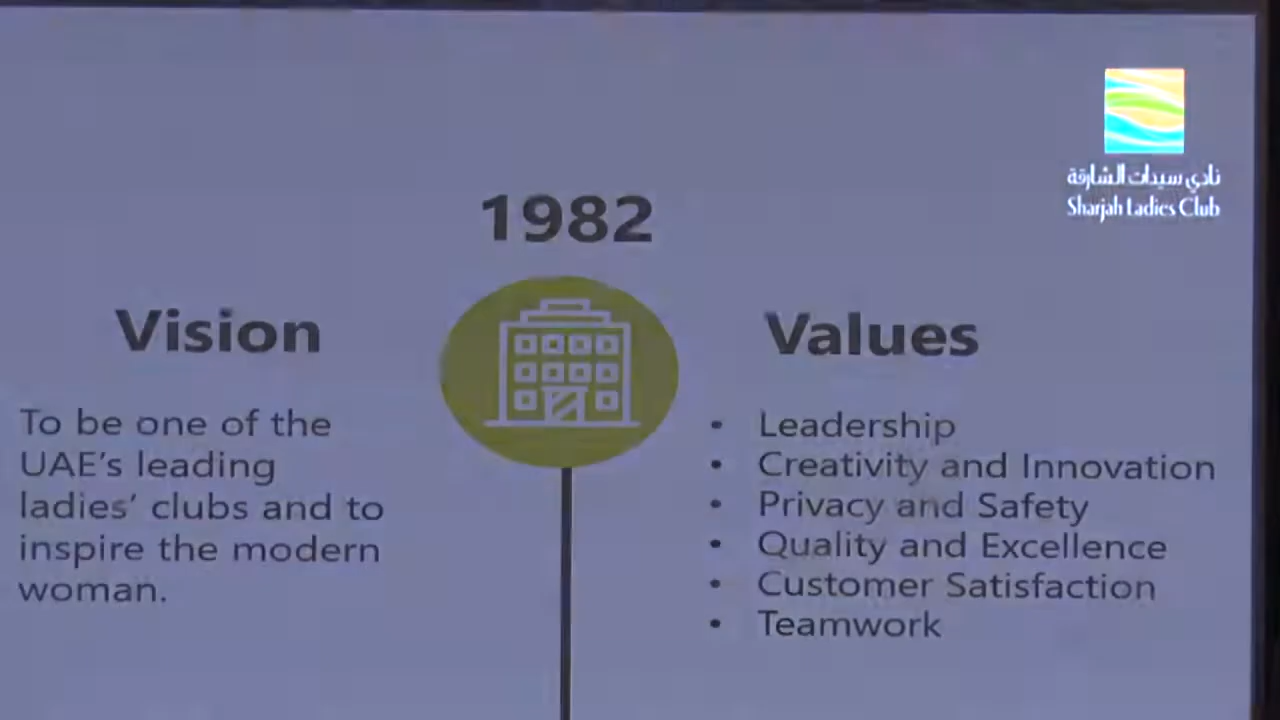 نادي سيدات الشارقة
Sharjah Ladies Club
1982
Vision
To be one of the
UAE's leading
ladies' clubs and to
inspire the modern
woman.
Values
• Leadership
• Creativity and Innovation
• Privacy and Safety
• Quality and Excellence
• Customer Satisfaction
• Teamwork